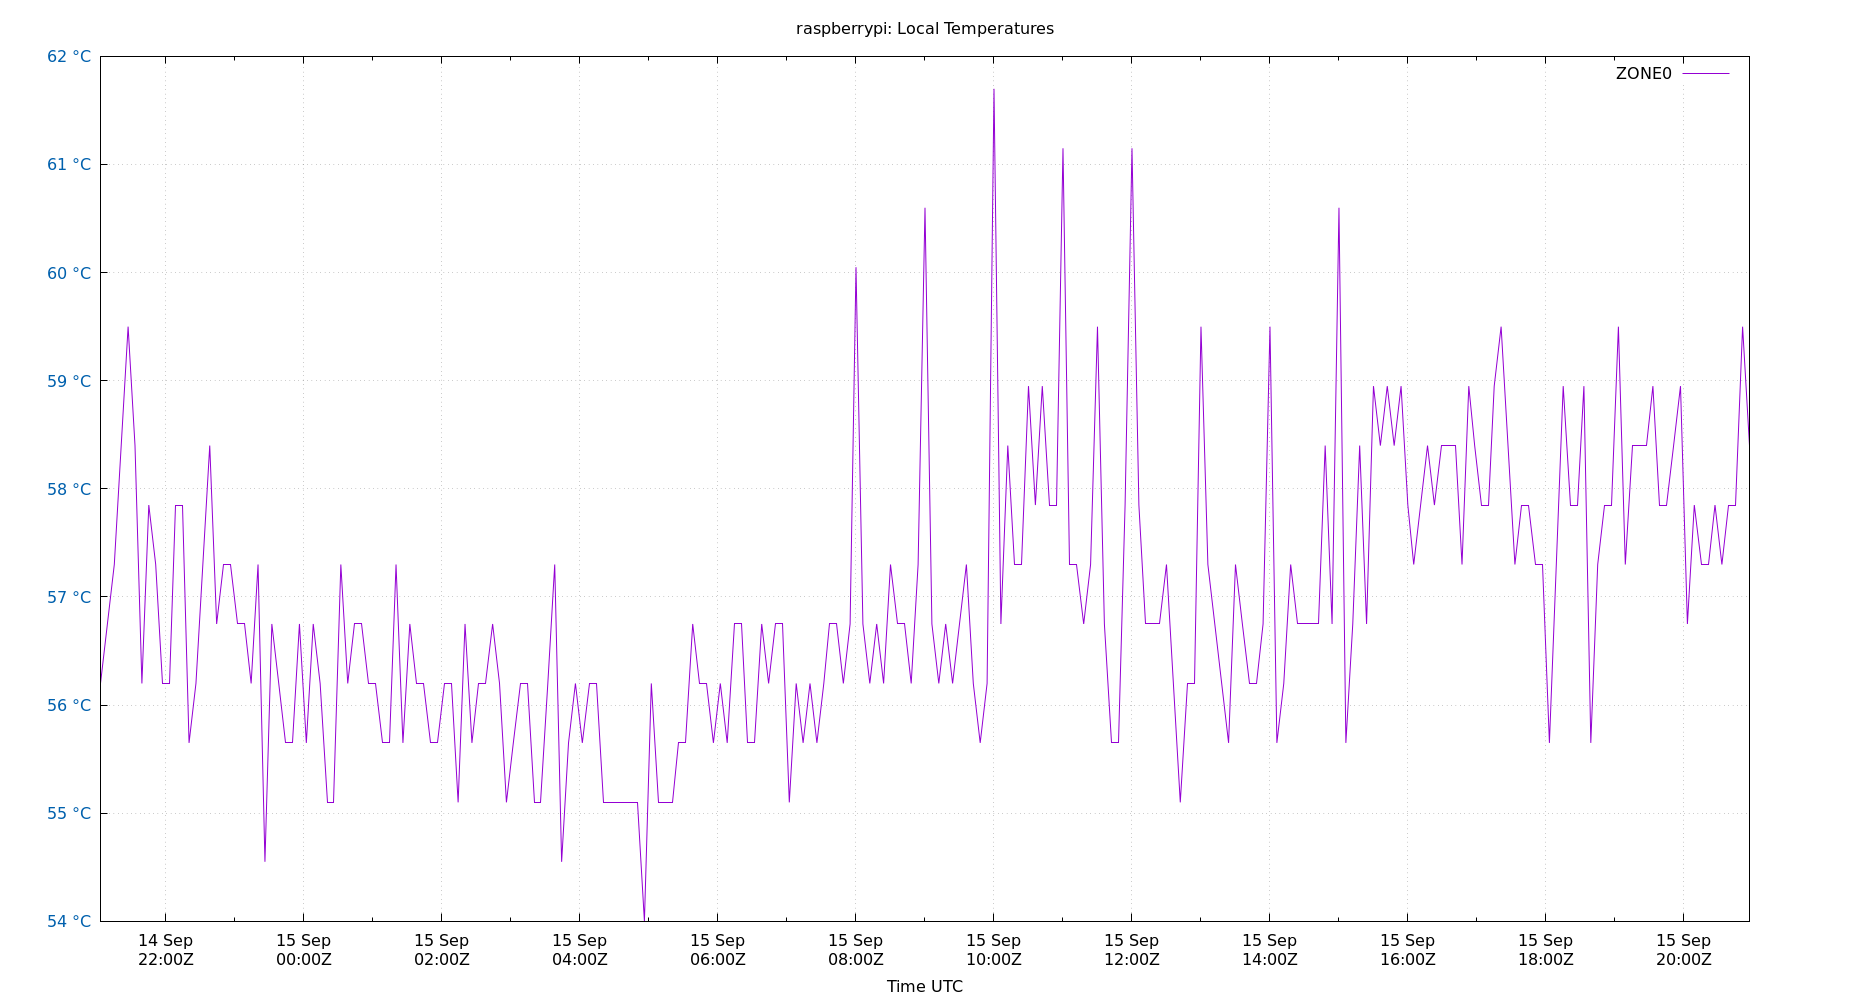 raspberrypi: Local Temperatures
62 °C
ZONE0
61 °C
60 °C
59 °C
58 °C
57 °C
56 °C
55 °C
54 °C
14 Sep 15 Sep 15 Sep 15 Sep 15 Sep 15 Sep 15 Sep 15 Sep 15 Sep 15 Sep 15 Sep 15 Sep
22:00Z 00:00Z 02:00Z 04:00Z 06:00Z 08:00Z 10:00Z 12:00Z 14:00Z 16:00Z 18:00Z 20:00Z
Time UTC